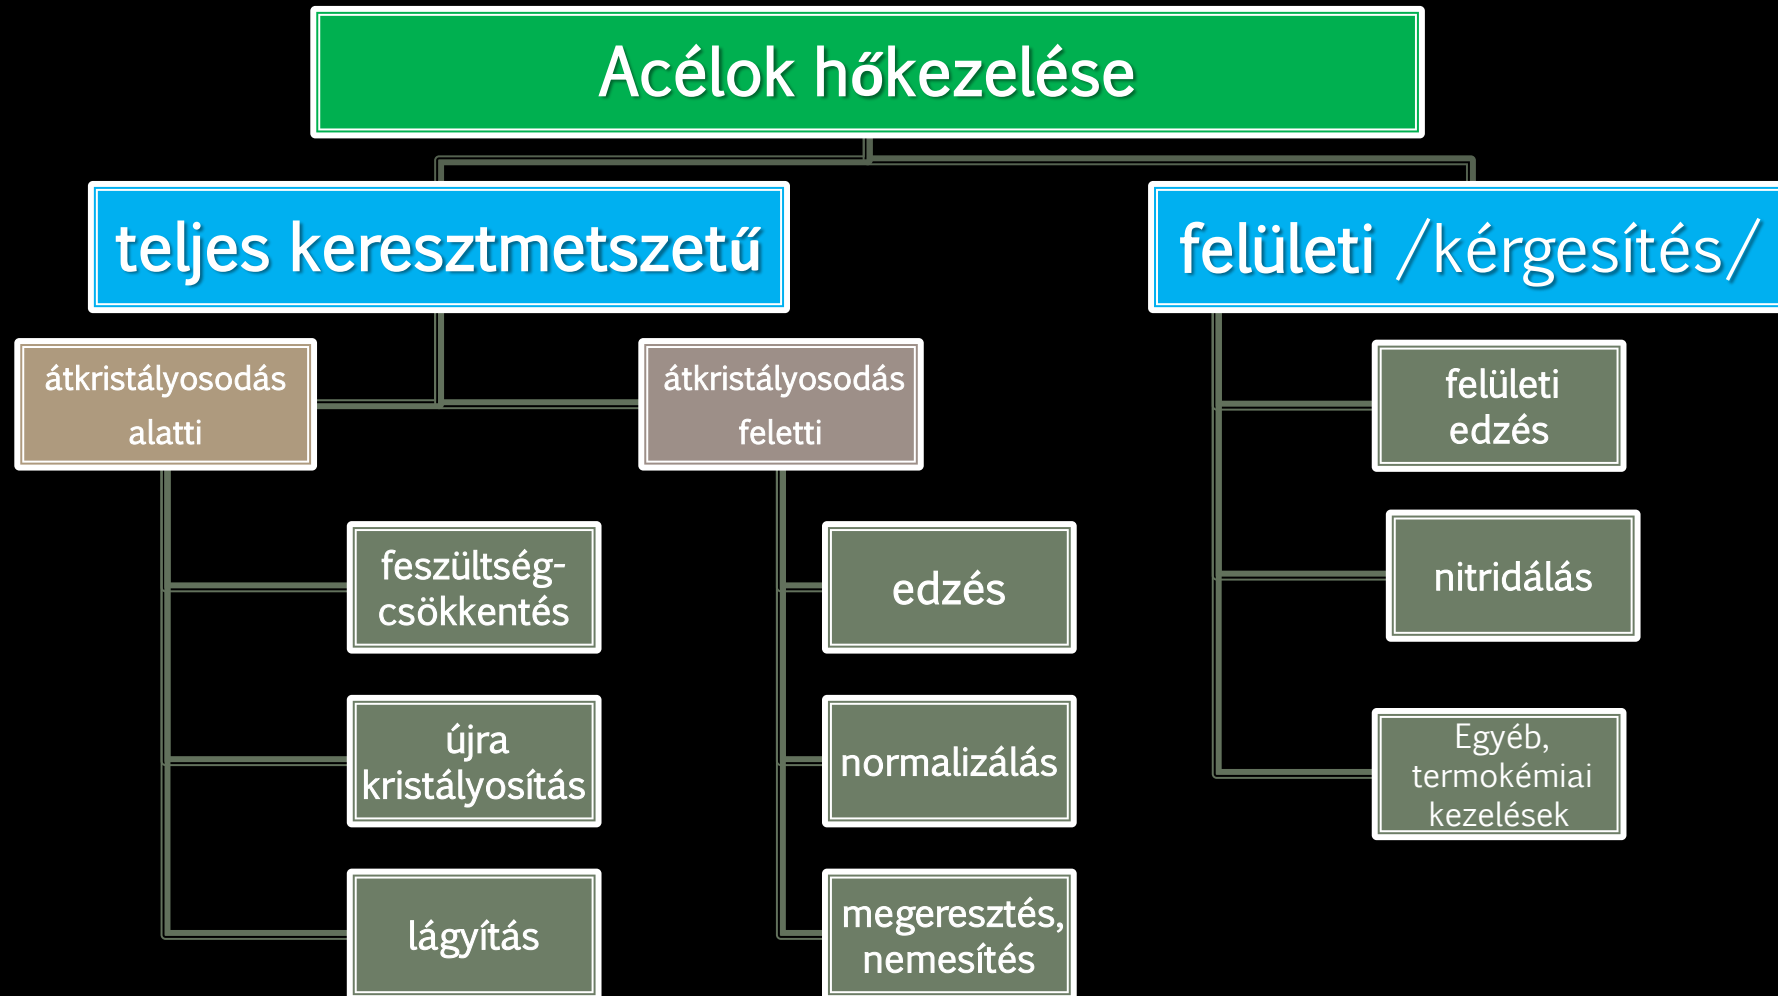 Acélok hőkezelése
teljes keresztmetszetű
felületi /kérgesítés/
átkristályosodás
alatti
átkristályosodás
feletti
felületi
edzés
feszültség-
csökkentés
edzés
nitridálás
újra
kristályosítás
normalizálás
Egyéb,
termokémiai
kezelések
lágyítás
megeresztés,
nemesítés